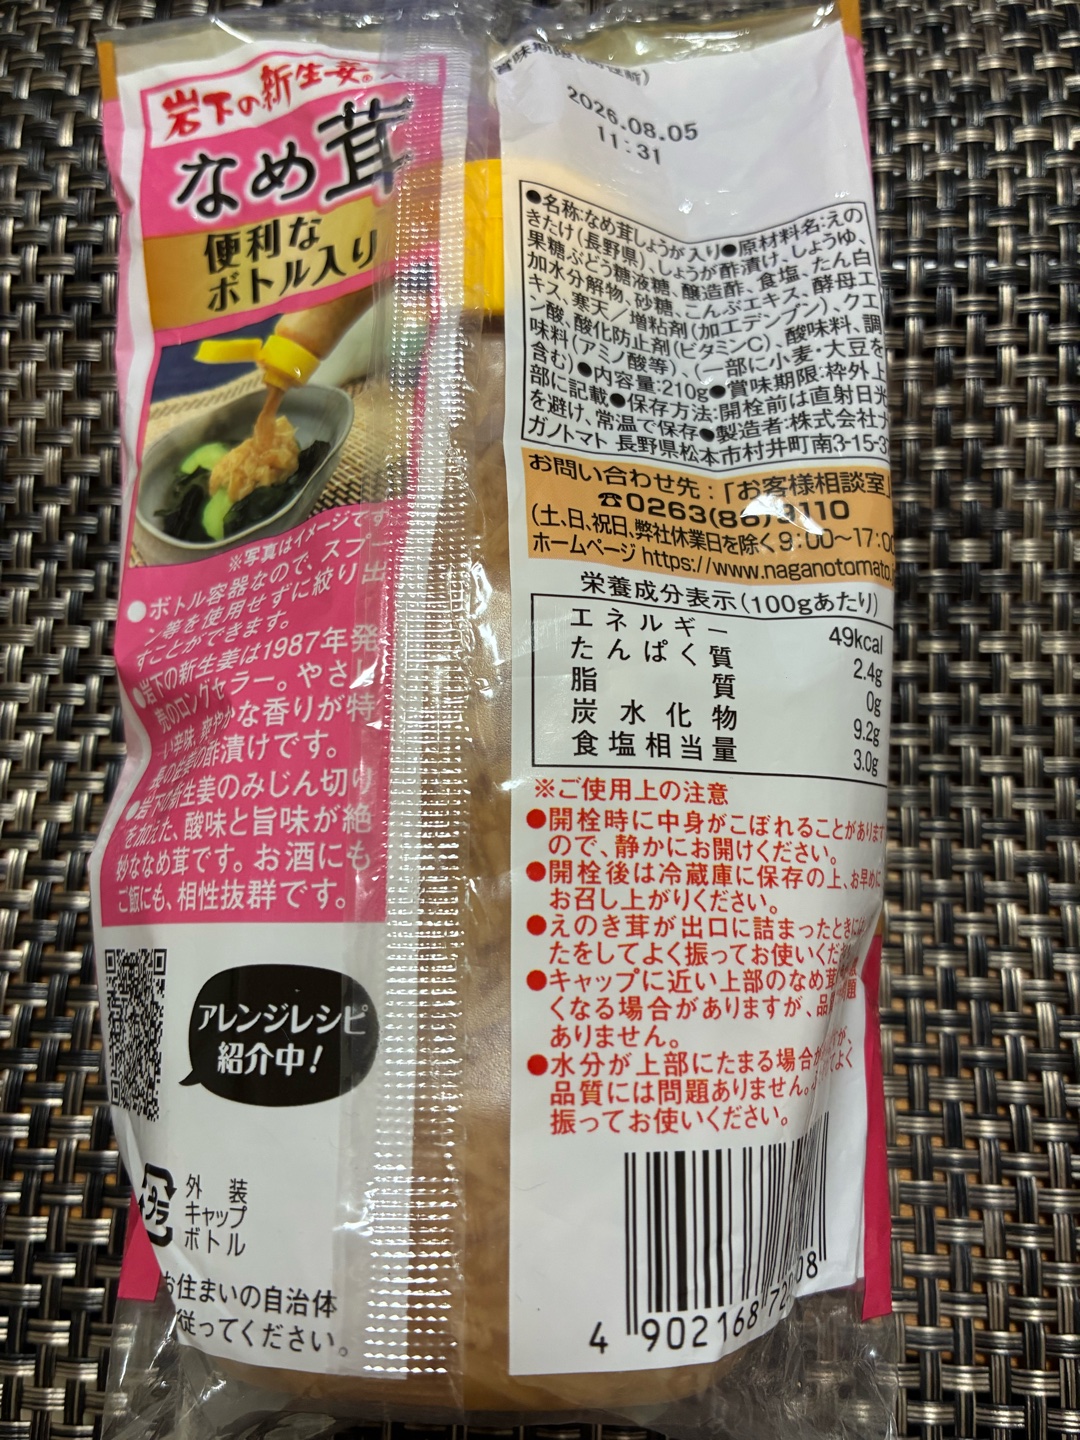 岩下の新生姜®入
なめ茸
便利な
ボトル入り
※写真はイメージです
●ボトル容器なので、スプー
ン等を使用せずに絞り出
すことができます。
●岩下の新生姜は1987年発
売のロングセラー。やさし
い辛味、爽やかな香りが特
長の生姜の酢漬けです。
●岩下の新生姜のみじん切り
を加えた、酸味と旨味が絶
妙ななめ茸です。お酒にも
ご飯にも、相性抜群です。
アレンジレシピ
紹介中!
プラ
外装
キャップ
ボトル
お住まいの自治体
従ってください。
賞味期限(開栓前)
2026.08.05
11:31
●名称:なめ茸しょうが入り●原材料名:えの
きたけ(長野県)、しょうが酢漬け、しょうゆ、
果糖ぶどう糖液糖、醸造酢、食塩、たん白
加水分解物、砂糖、こんぶエキス、酵母エ
キス、寒天/増粘剤(加工デンプン)、クエ
ン酸、酸化防止剤(ビタミンC)、酸味料、調
味料(アミノ酸等)、(一部に小麦・大豆を
含む)●内容量:210g●賞味期限:枠外上
部に記載●保存方法:開栓前は直射日光
を避け、常温で保存●製造者:株式会社ナ
ガノトマト 長野県松本市村井町南3-15-37
お問い合わせ先:「お客様相談室」
☎0263(88)9110
(土、日、祝日、弊社休業日を除く9:00~17:00
ホームページ https://www.naganotomato.
栄養成分表示(100gあたり)
エネルギー 49kcal
たんぱく質 2.4g
脂質 0g
炭水化物 9.2g
食塩相当量 3.0g
※ご使用上の注意
●開栓時に中身がこぼれることがあります
ので、静かにお開けください。
●開栓後は冷蔵庫に保存の上、お早めに
お召し上がりください。
●えのき茸が出口に詰まったときは
たをしてよく振ってお使いくだ
●キャップに近い上部のなめ茸
くなる場合がありますが、品 問題
ありません。
●水分が上部にたまる場合が すが、
品質には問題ありません。 てよく
振ってお使いください。
4 902168 72 08